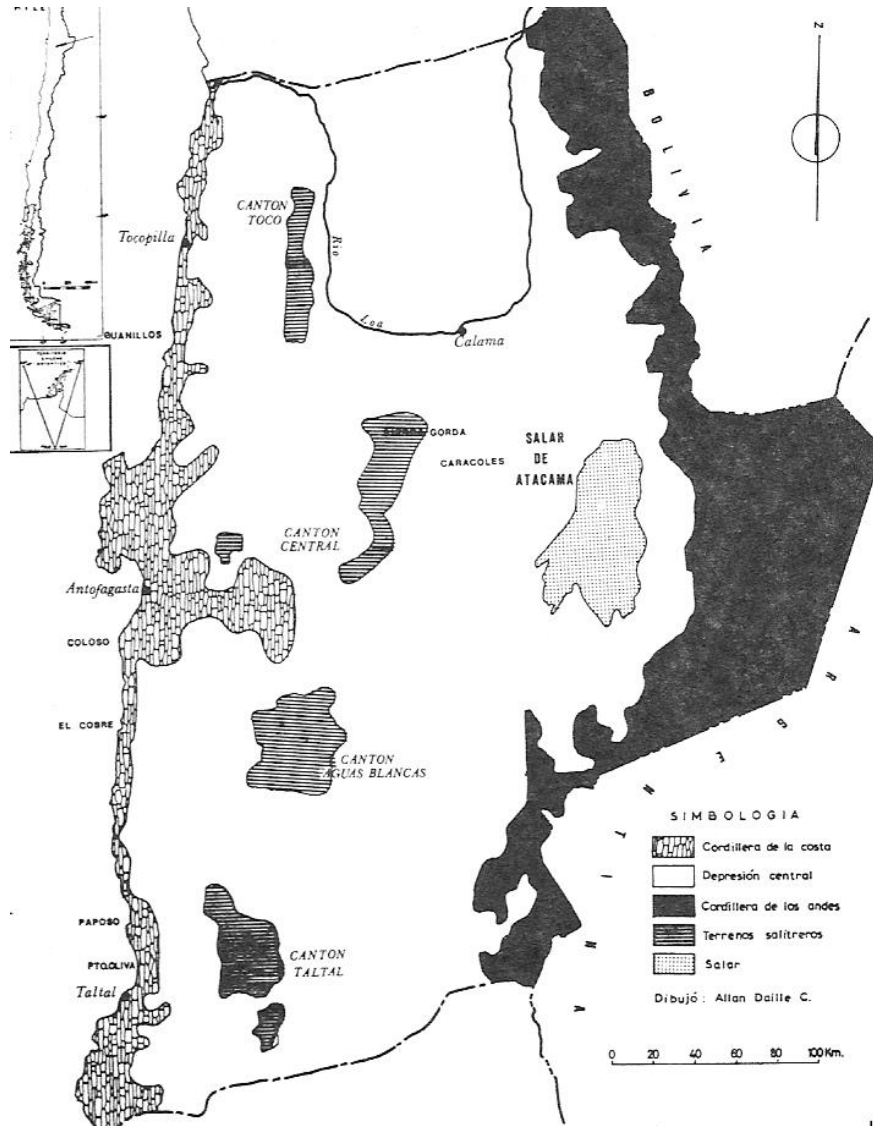 N
BOLIVIA
CANTON
TOCO
Tocopilla
Rio
Loa
Calama
GUANILLOS
SIERRA GORDA
CARACOLES
SALAR
DE
ATACAMA
CANTON
CENTRAL
Antofagasta
COLOSO
EL COBRE
CANTON
AGUAS BLANCAS
ARGENTINA
PAPOSO
PTO.OLIVA
Taltal
CANTON
TALTAL
SIMBOLOGIA
Cordillera de la costa
Depresión central
Cordillera de los andes
Terrenos salitreros
Salar
Dibujó : Allan Daille C.
0 20 40 60 80 100 Km.